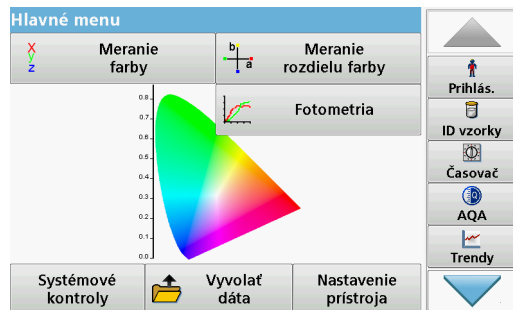 Hlavné menu
x
y
z
Meranie
farby
b
a
Meranie
rozdielu farby
Fotometria
0.8
0.7
0.6
0.5
0.4
0.3
0.2
0.1
0.0
Systémové
kontroly
Vyvolať
dáta
Nastavenie
prístroja
Prihlás.
ID vzorky
Časovač
AQA
Trendy